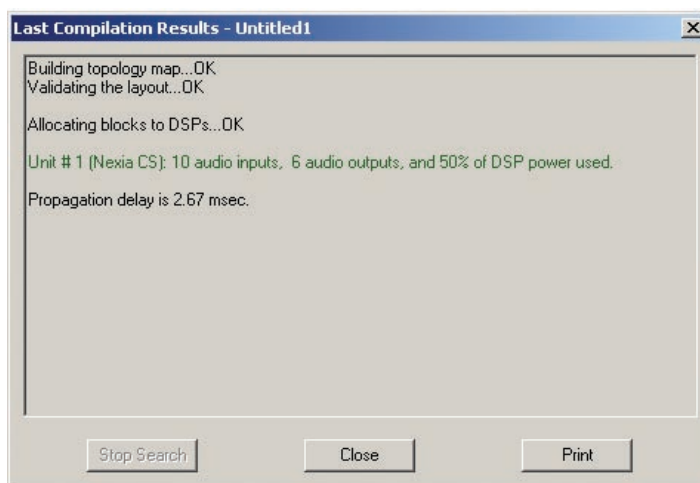 Last Compilation Results - Untitled1
Building topology map...OK
Validating the layout...OK
Allocating blocks to DSPs...OK
Unit # 1 (Nexia CS): 10 audio inputs,  6 audio outputs, and 50% of DSP power used.
Propagation delay is 2.67 msec.
Stop Search Close Print